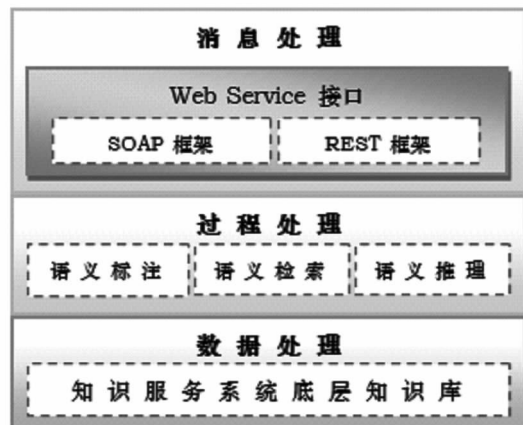 消息处理
Web Service 接口
SOAP 框架 REST 框架
过程处理
语义标注 语义检索 语义推理
数据处理
知识服务系统底层知识库